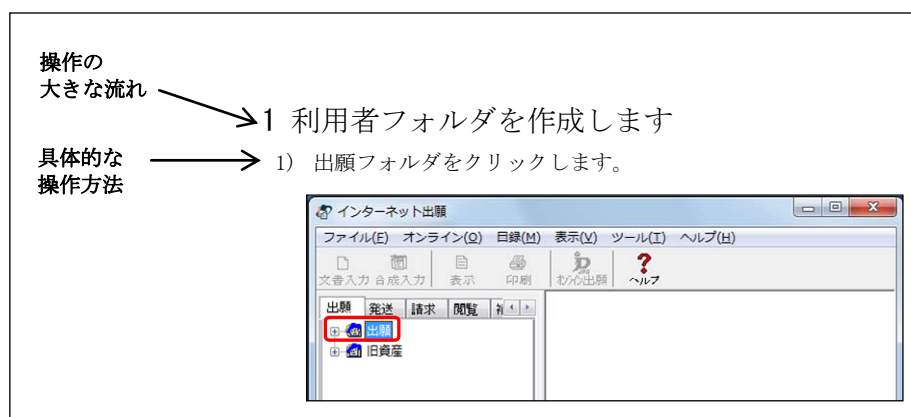 操作の
大きな流れ
1 利用者フォルダを作成します
具体的な
操作方法
1) 出願フォルダをクリックします。
インターネット出願
ファイル(F) オンライン(O) 目録(M) 表示(V) ツール(T) ヘルプ(H)
文書入力 合成入力 表示 印刷 ｵﾝﾗｲﾝ出願 ヘルプ
出願 発送 請求 閲覧
出願
旧資産